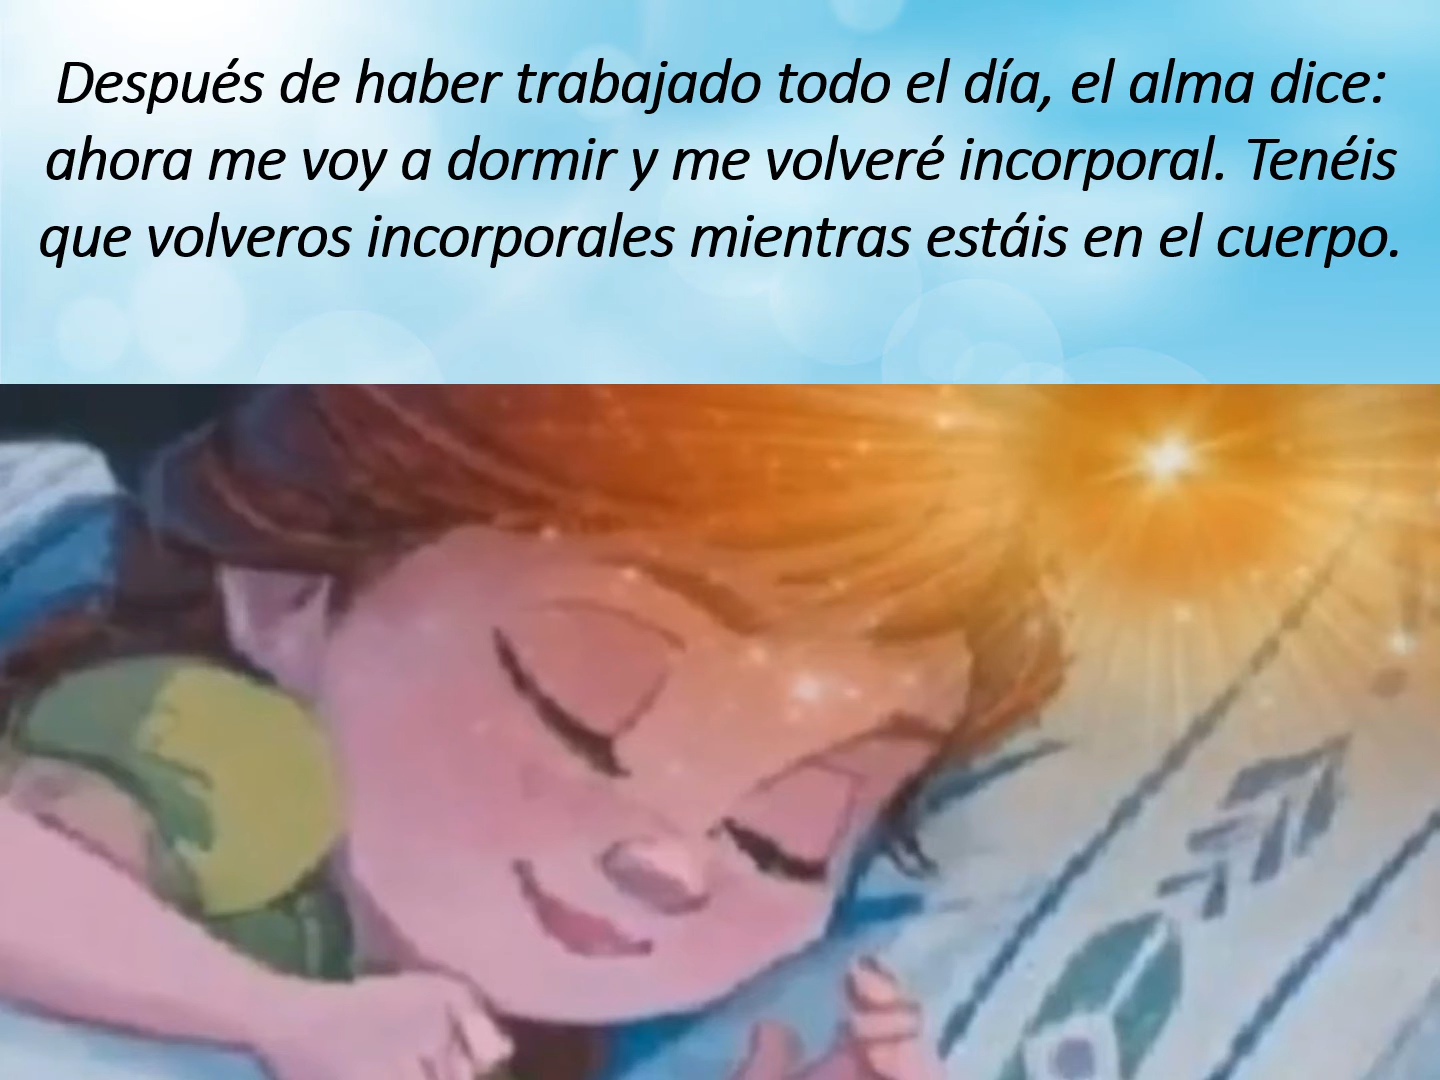 Después de haber trabajado todo el día, el alma dice:
ahora me voy a dormir y me volveré incorporal. Tenéis
que volveros incorporales mientras estáis en el cuerpo.